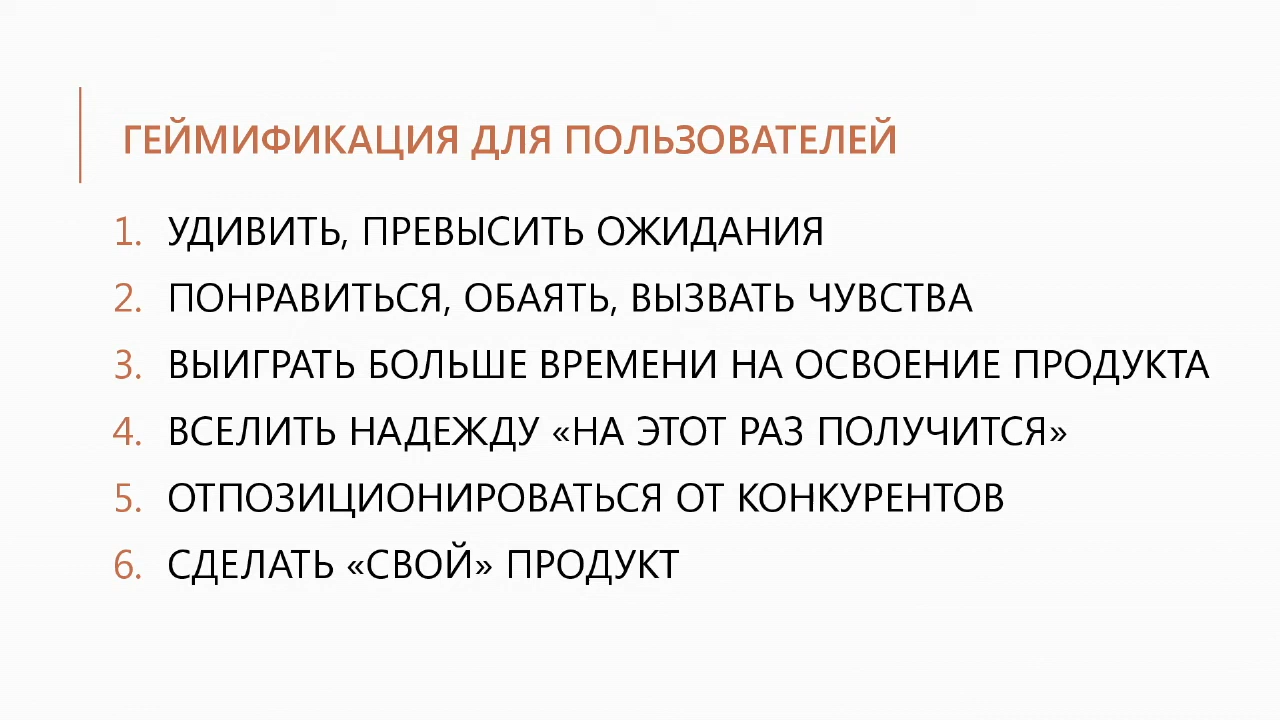 ГЕЙМИФИКАЦИЯ ДЛЯ ПОЛЬЗОВАТЕЛЕЙ
1. УДИВИТЬ, ПРЕВЫСИТЬ ОЖИДАНИЯ
2. ПОНРАВИТЬСЯ, ОБАЯТЬ, ВЫЗВАТЬ ЧУВСТВА
3. ВЫИГРАТЬ БОЛЬШЕ ВРЕМЕНИ НА ОСВОЕНИЕ ПРОДУКТА
4. ВСЕЛИТЬ НАДЕЖДУ «НА ЭТОТ РАЗ ПОЛУЧИТСЯ»
5. ОТПОЗИЦИОНИРОВАТЬСЯ ОТ КОНКУРЕНТОВ
6. СДЕЛАТЬ «СВОЙ» ПРОДУКТ